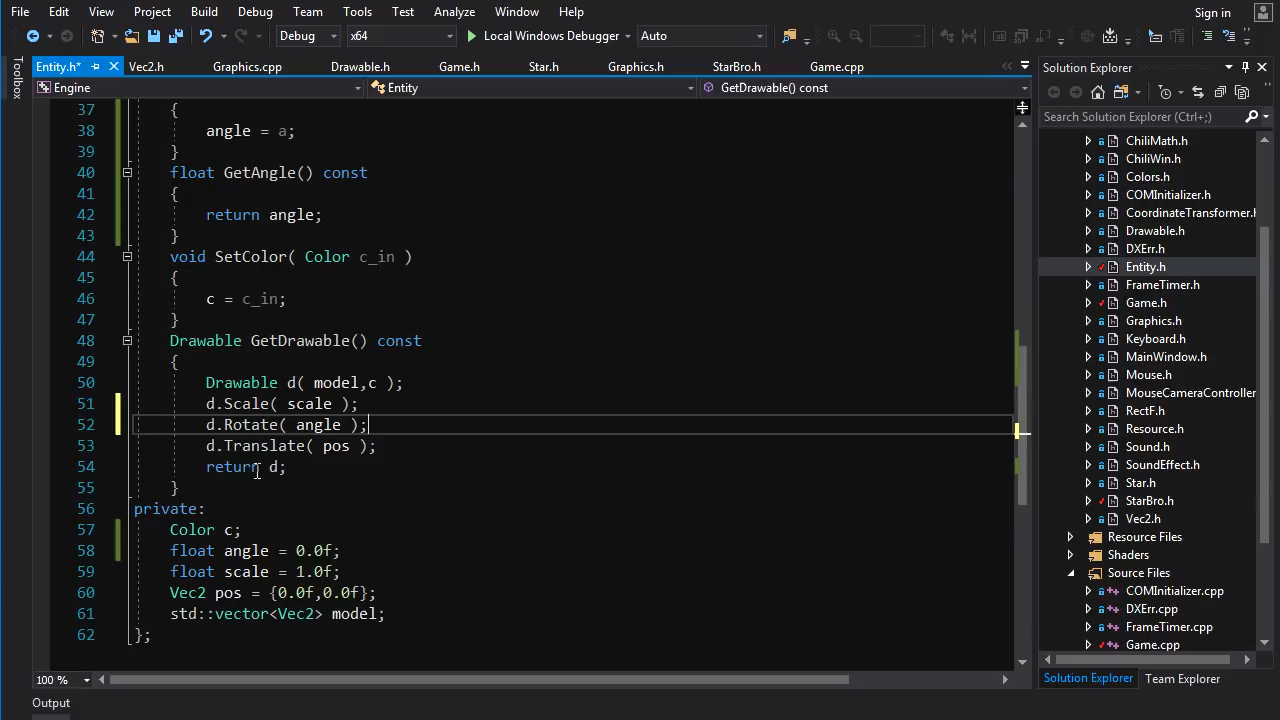 File Edit View Project Build Debug Team Tools Test Analyze Window Help Sign in
Debug x64 Local Windows Debugger Auto
Toolbox
Entity.h* Vec2.h Graphics.cpp Drawable.h Game.h Star.h Graphics.h StarBro.h Game.cpp
Engine Entity GetDrawable() const
37 {
38 angle = a;
39 }
40 float GetAngle() const
41 {
42 return angle;
43 }
44 void SetColor( Color c_in )
45 {
46 c = c_in;
47 }
48 Drawable GetDrawable() const
49 {
50 Drawable d( model,c );
51 d.Scale( scale );
52 d.Rotate( angle );
53 d.Translate( pos );
54 return d;
55 }
56 private:
57 Color c;
58 float angle = 0.0f;
59 float scale = 1.0f;
60 Vec2 pos = {0.0f,0.0f};
61 std::vector<Vec2> model;
62 };
100 %
Output
Solution Explorer
Search Solution Explorer (Ctrl+;)
ChiliMath.h
ChiliWin.h
Colors.h
COMInitializer.h
CoordinateTransformer.h
Drawable.h
DXErr.h
Entity.h
FrameTimer.h
Game.h
Graphics.h
Keyboard.h
MainWindow.h
Mouse.h
MouseCameraController
RectF.h
Resource.h
Sound.h
SoundEffect.h
Star.h
StarBro.h
Vec2.h
Resource Files
Shaders
Source Files
COMInitializer.cpp
DXErr.cpp
FrameTimer.cpp
Game.cpp
Solution Explorer Team Explorer